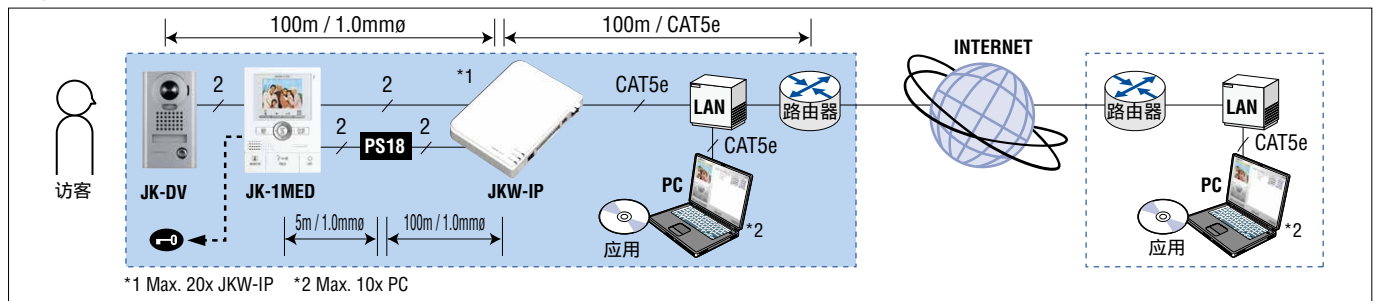 100m / 1.0mmø
100m / CAT5e
INTERNET
*1
2
2
CAT5e
LAN
路由器
路由器
LAN
2
PS18
2
CAT5e
CAT5e
访客
JK-DV
JK-1MED
JKW-IP
PC
*2
PC
*2
5m / 1.0mmø
100m / 1.0mmø
应用
应用
*1 Max. 20x JKW-IP *2 Max. 10x PC